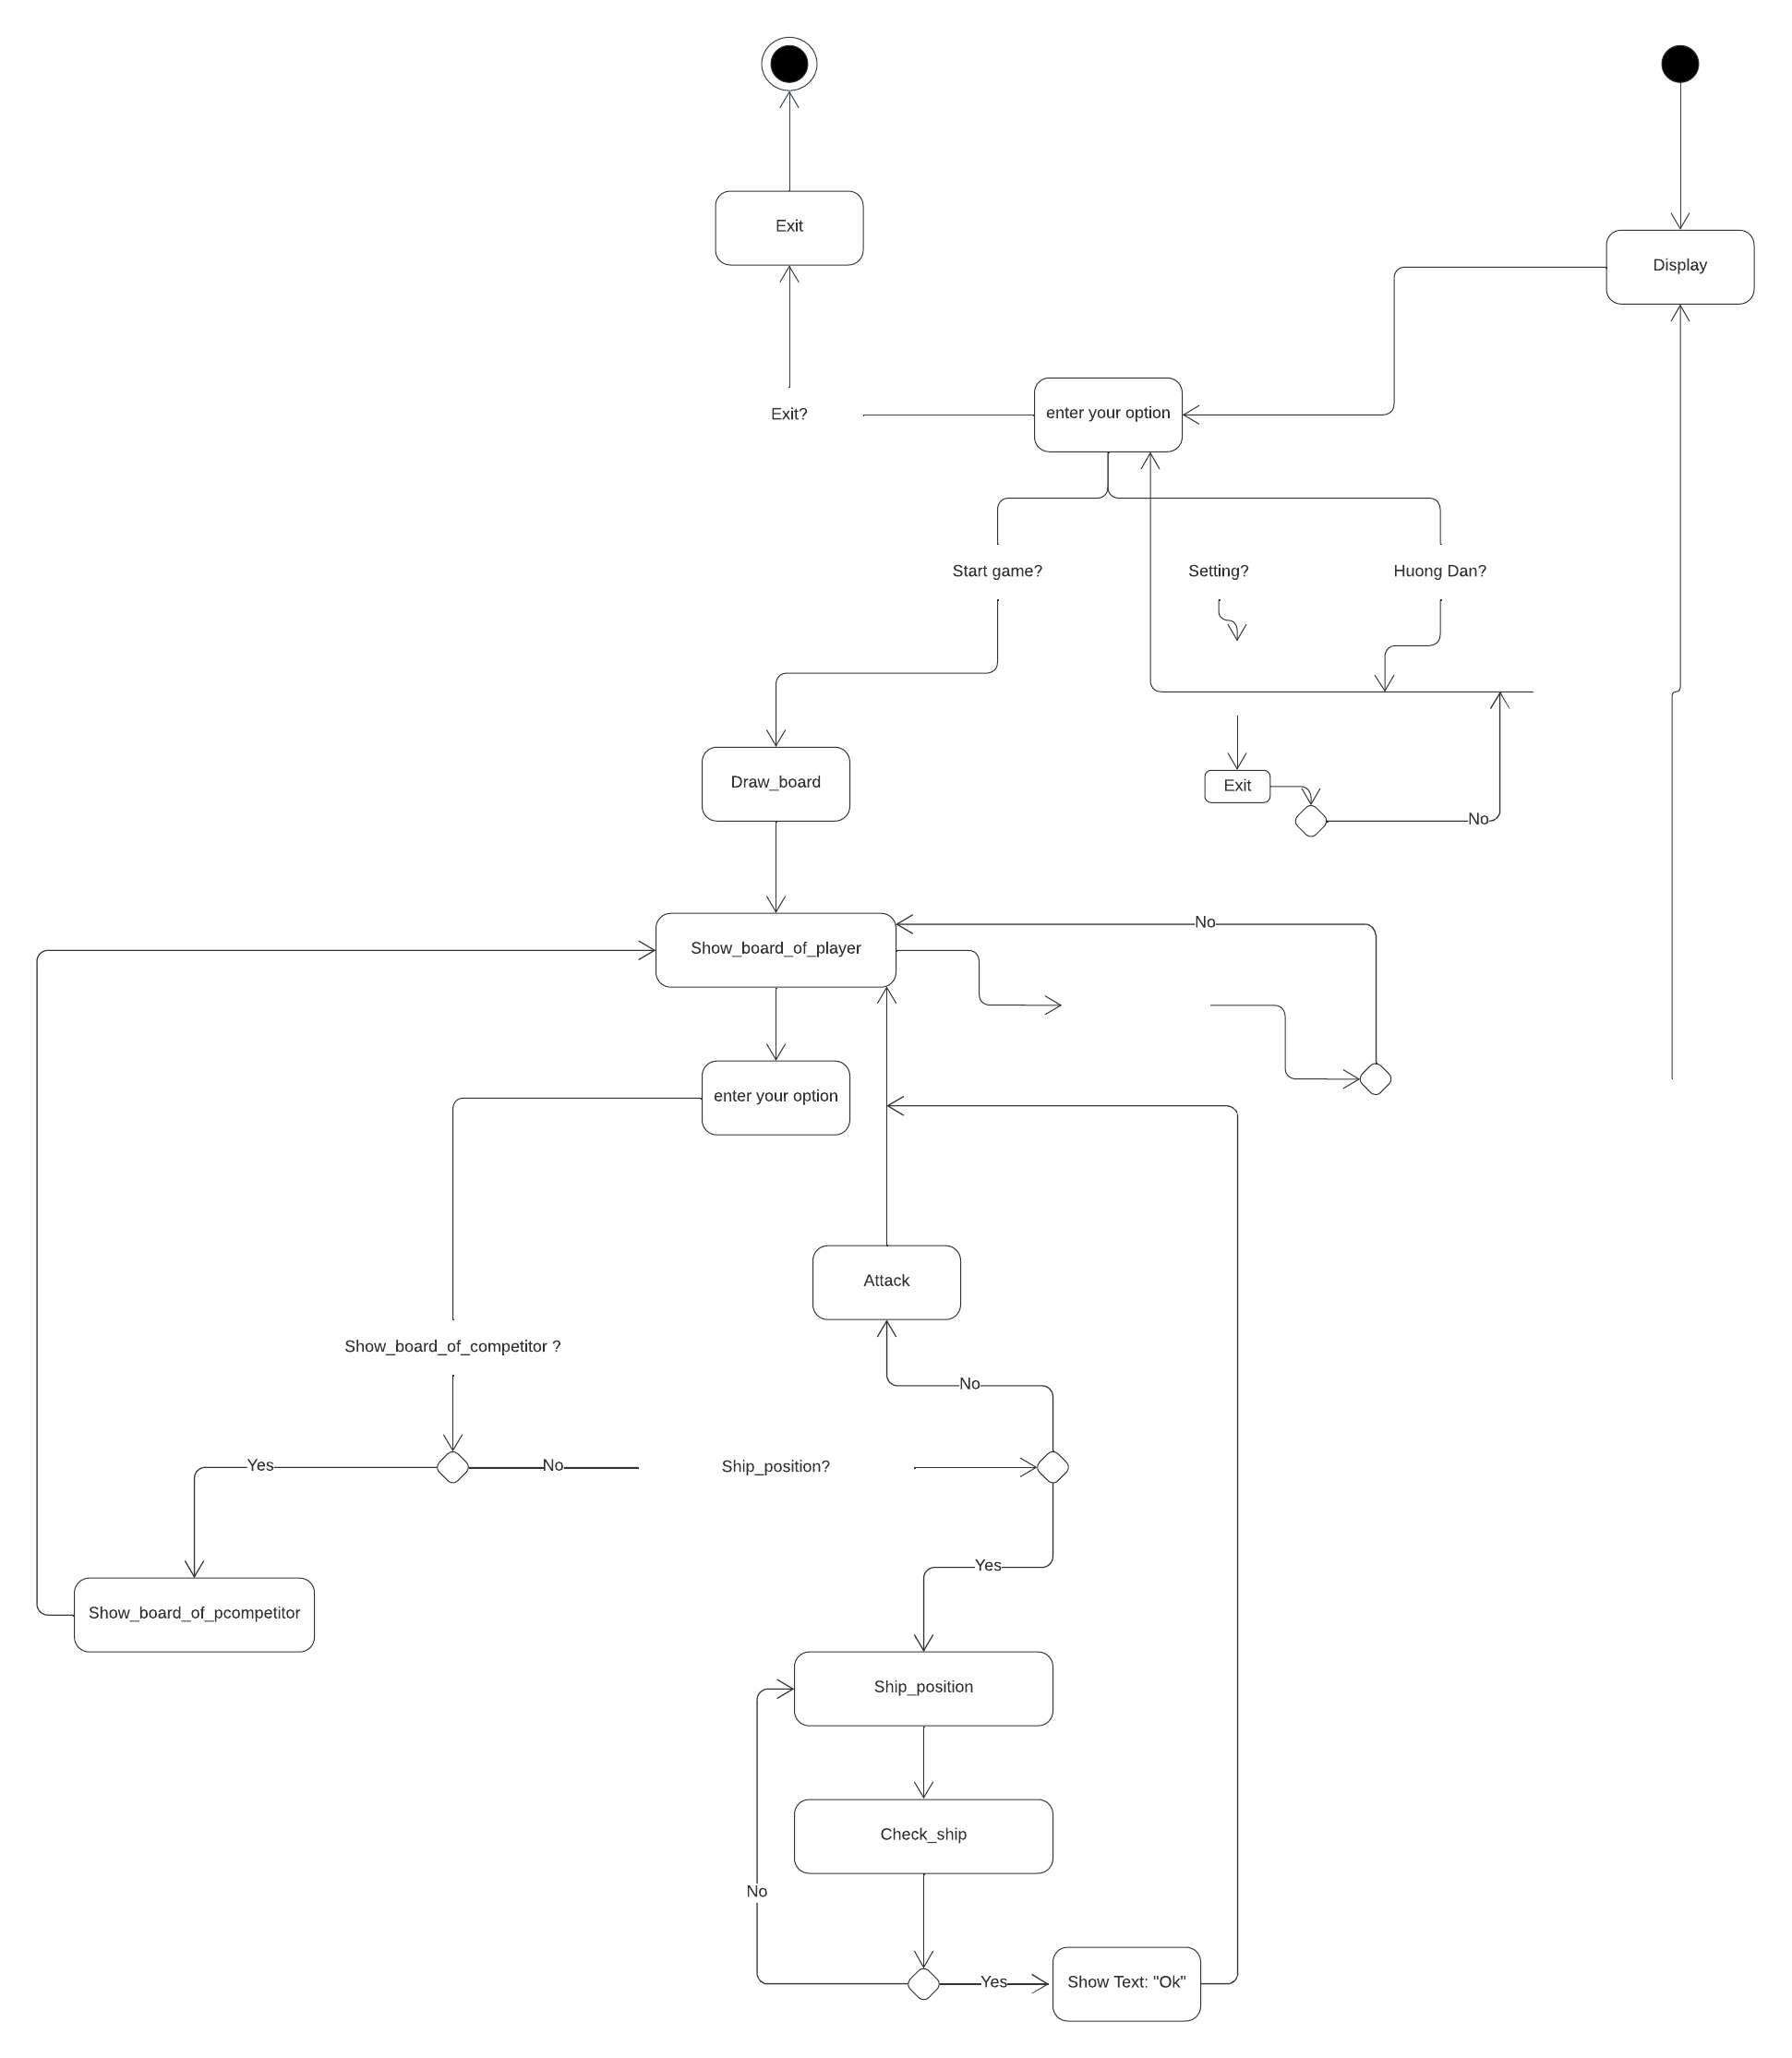 Exit
Display
enter your option
Exit?
Start game?
Setting?
Huong Dan?
Draw_board
Exit
No
No
Show_board_of_player
enter your option
Attack
Show_board_of_competitor ?
No
Yes
No
Ship_position?
Yes
Show_board_of_pcompetitor
Ship_position
Check_ship
No
Yes
Show Text: "Ok"